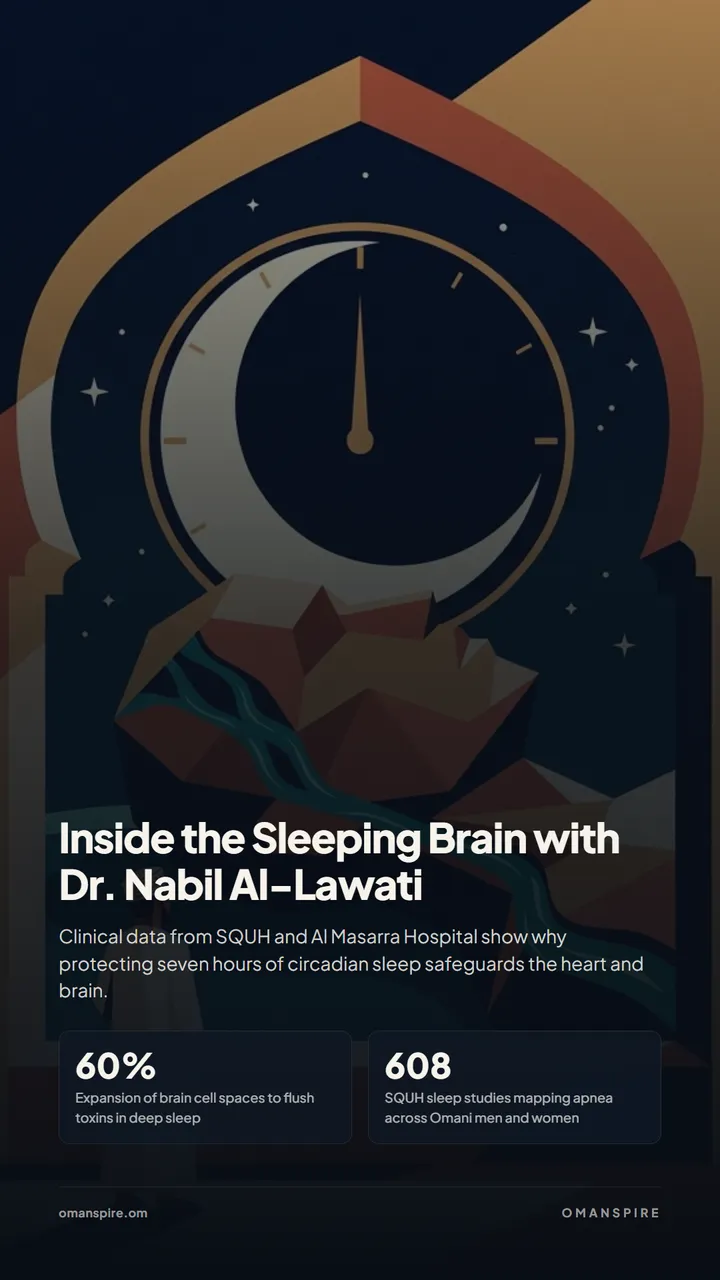 Inside the Sleeping Brain with
Dr. Nabil Al-Lawati
Clinical data from SQUH and Al Masarra Hospital show why
protecting seven hours of circadian sleep safeguards the heart and
brain.
60%
Expansion of brain cell spaces to flush
toxins in deep sleep
608
SQUH sleep studies mapping apnea
across Omani men and women
omanspire.om
OMANSPIRE